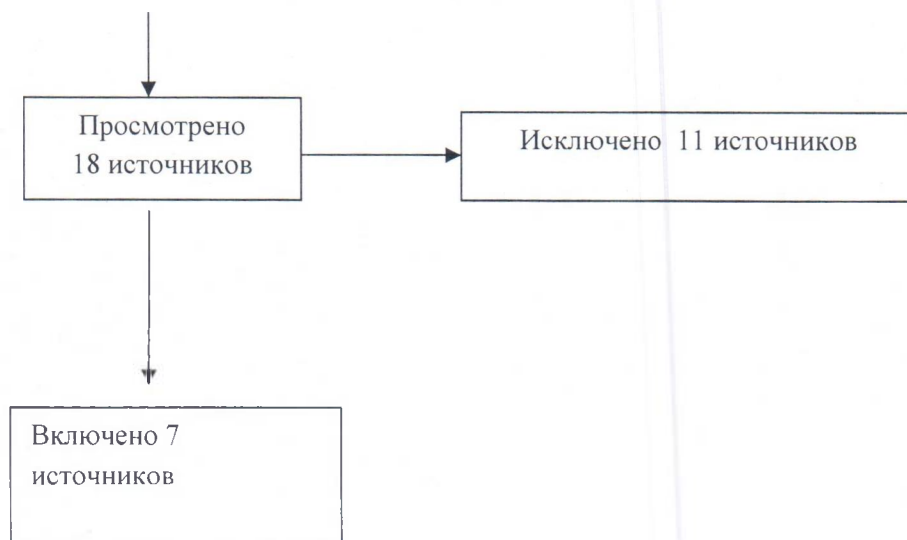 Просмотрено
18 источников
Исключено 11 источников
Включено 7
источников